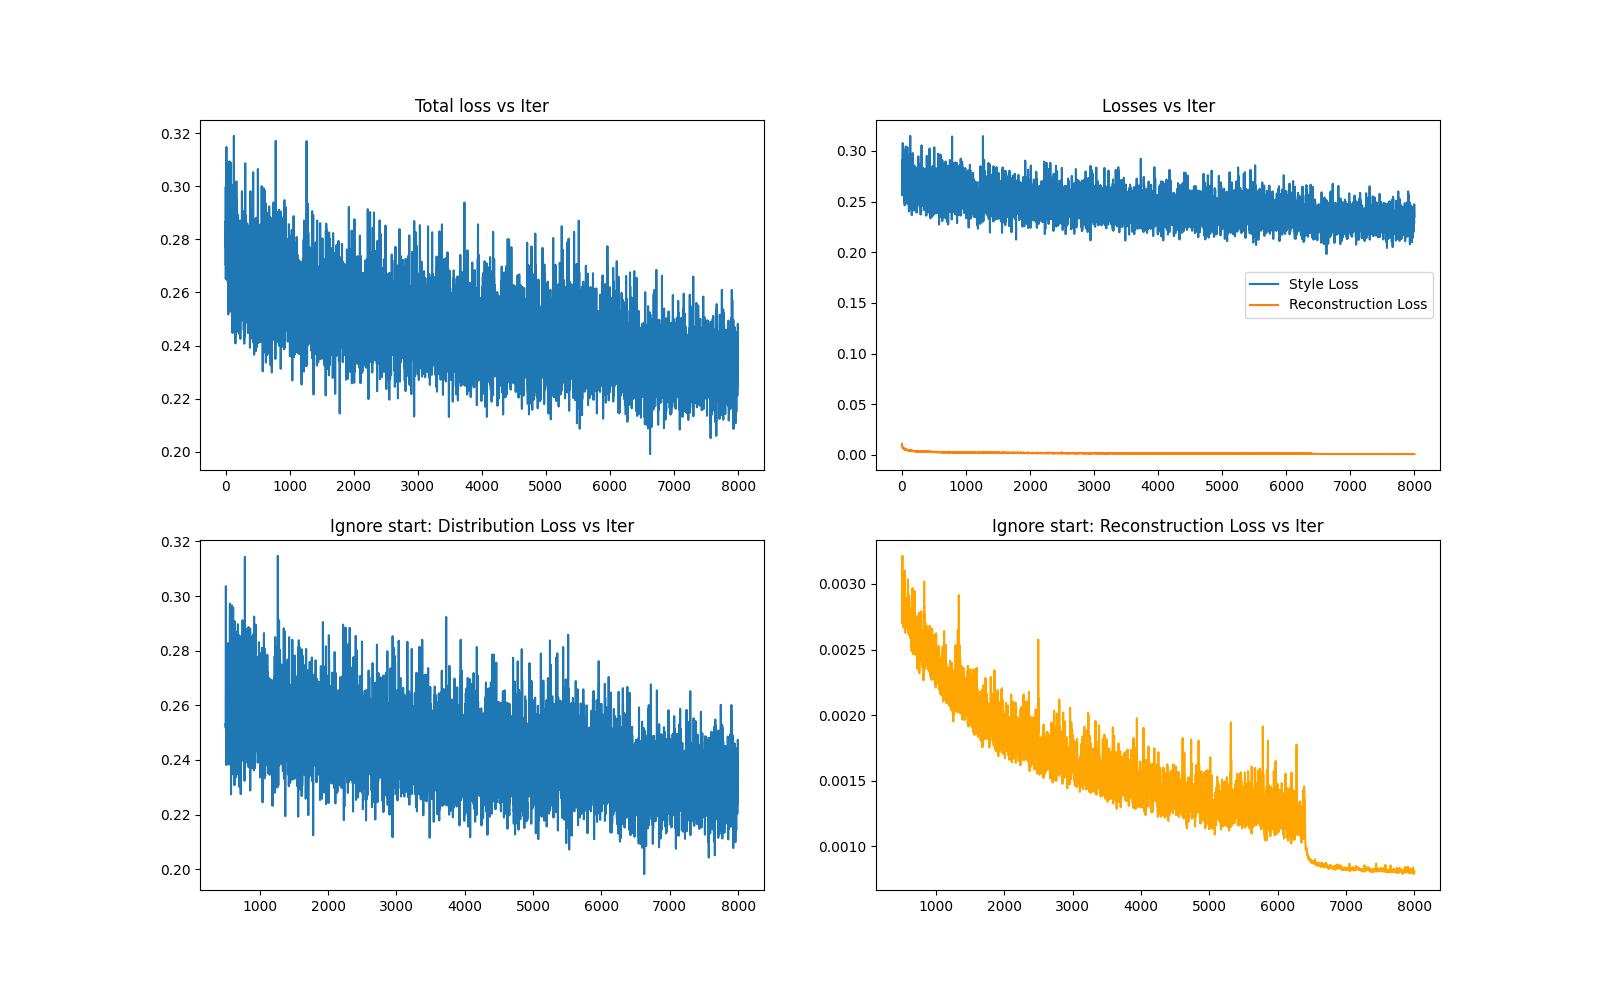 Total loss vs Iter
0.32
0.30
0.28
0.26
0.24
0.22
0.20
0 1000 2000 3000 4000 5000 6000 7000 8000
Losses vs Iter
0.30
0.25
0.20
0.15
0.10
0.05
0.00
Style Loss
Reconstruction Loss
0 1000 2000 3000 4000 5000 6000 7000 8000
Ignore start: Distribution Loss vs Iter
0.32
0.30
0.28
0.26
0.24
0.22
0.20
1000 2000 3000 4000 5000 6000 7000 8000
Ignore start: Reconstruction Loss vs Iter
0.0030
0.0025
0.0020
0.0015
0.0010
1000 2000 3000 4000 5000 6000 7000 8000